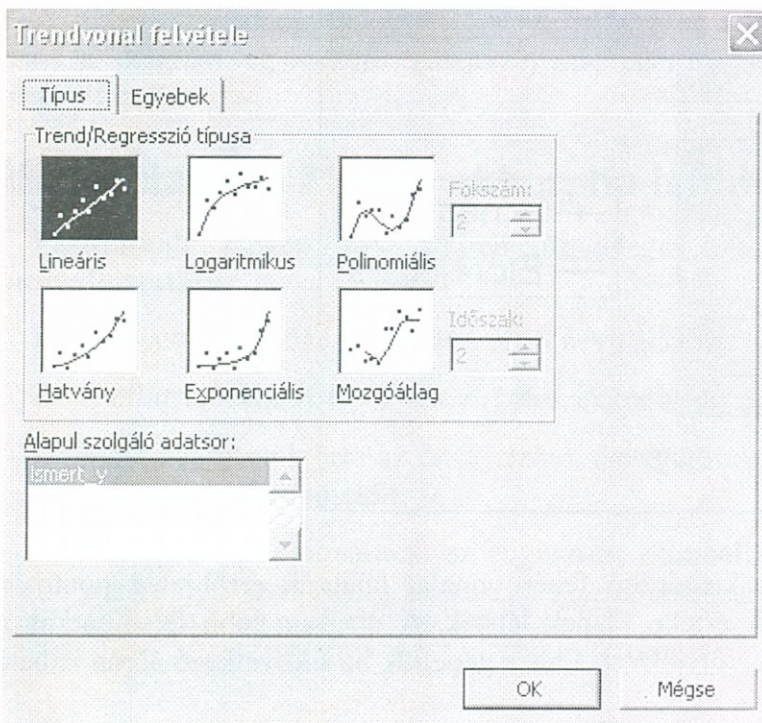 Trendvonal felvétele
Típus
Egyebek
Trend/Regresszió típusa
Lineáris
Logaritmikus
Polinomiális
Fokszám:
2
Hatvány
Exponenciális
Mozgóátlag
Időszak:
2
Alapul szolgáló adatsor:
Ismert_y
OK
Mégse